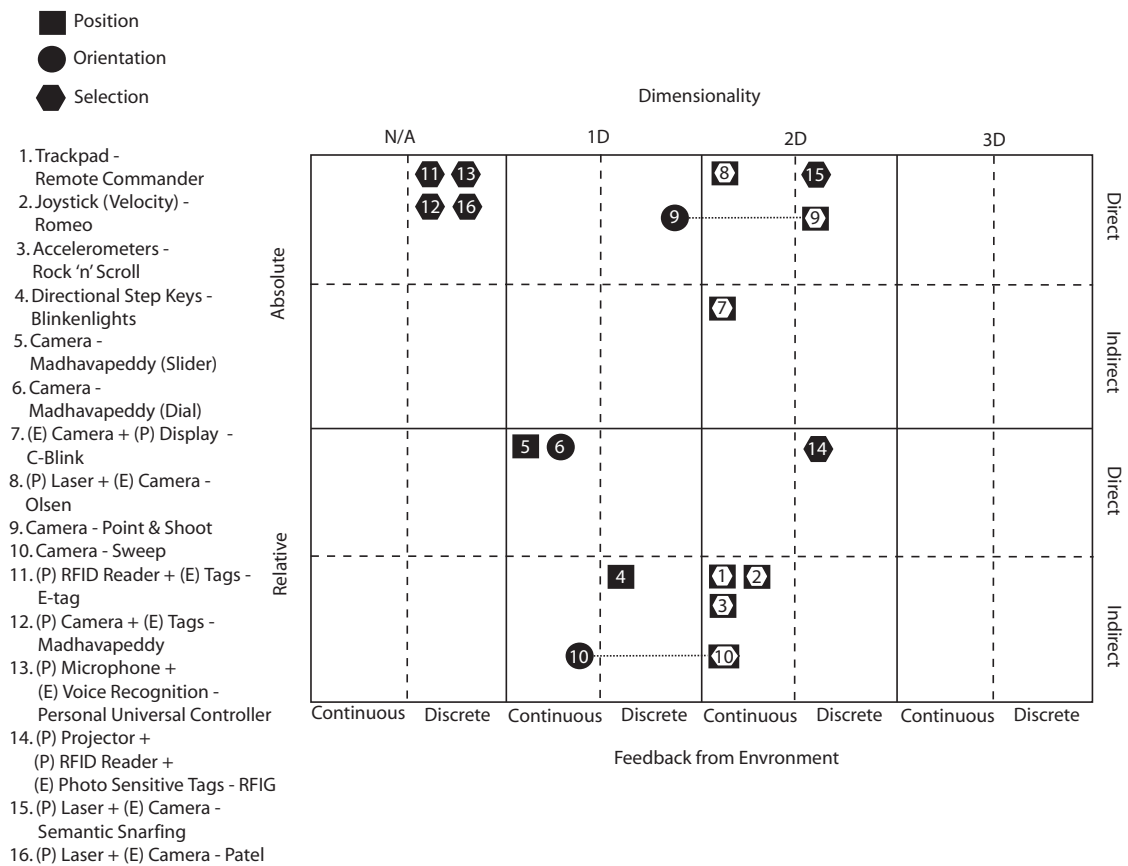 Position
Orientation
Selection
Dimensionality
N/A
1D
2D
3D
1. Trackpad -
Remote Commander
2. Joystick (Velocity) -
Romeo
3. Accelerometers -
Rock ‘n’ Scroll
4. Directional Step Keys -
Blinkenlights
5. Camera -
Madhavapeddy (Slider)
6. Camera -
Madhavapeddy (Dial)
7. (E) Camera + (P) Display -
C-Blink
8. (P) Laser + (E) Camera -
Olsen
9. Camera - Point & Shoot
10. Camera - Sweep
11. (P) RFID Reader + (E) Tags -
E-tag
12. (P) Camera + (E) Tags -
Madhavapeddy
13. (P) Microphone +
(E) Voice Recognition -
Personal Universal Controller
14. (P) Projector +
(P) RFID Reader +
(E) Photo Sensitive Tags - RFIG
15. (P) Laser + (E) Camera -
Semantic Snarfing
16. (P) Laser + (E) Camera - Patel
Absolute
Relative
11 13 8 15
12 16 9 9
7
5 6 14
4 1 2
3
10 10
Direct
Indirect
Direct
Indirect
Continuous Discrete Continuous Discrete Continuous Discrete Continuous Discrete
Feedback from Envronment